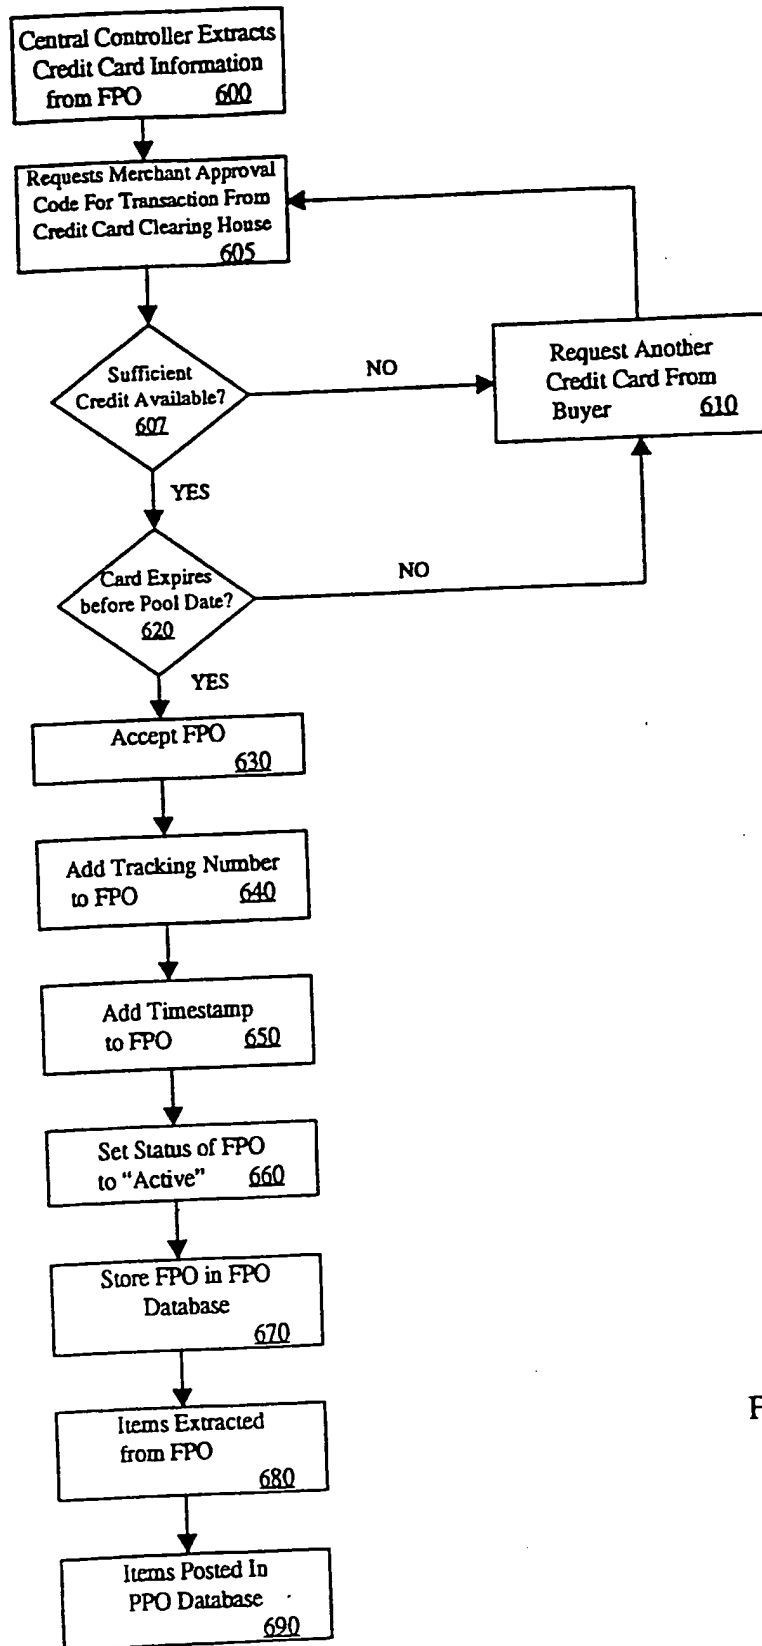 Central Controller Extracts
Credit Card Information
from FPO 600
Requests Merchant Approval
Code For Transaction From
Credit Card Clearing House
605
Sufficient
Credit Available?
607
NO
Request Another
Credit Card From
Buyer 610
YES
Card Expires
before Pool Date?
620
NO
YES
Accept FPO
630
Add Tracking Number
to FPO 640
Add Timestamp
to FPO 650
Set Status of FPO
to “Active” 660
Store FPO in FPO
Database
670
Items Extracted
from FPO
680
F
Items Posted In
PPO Database
690